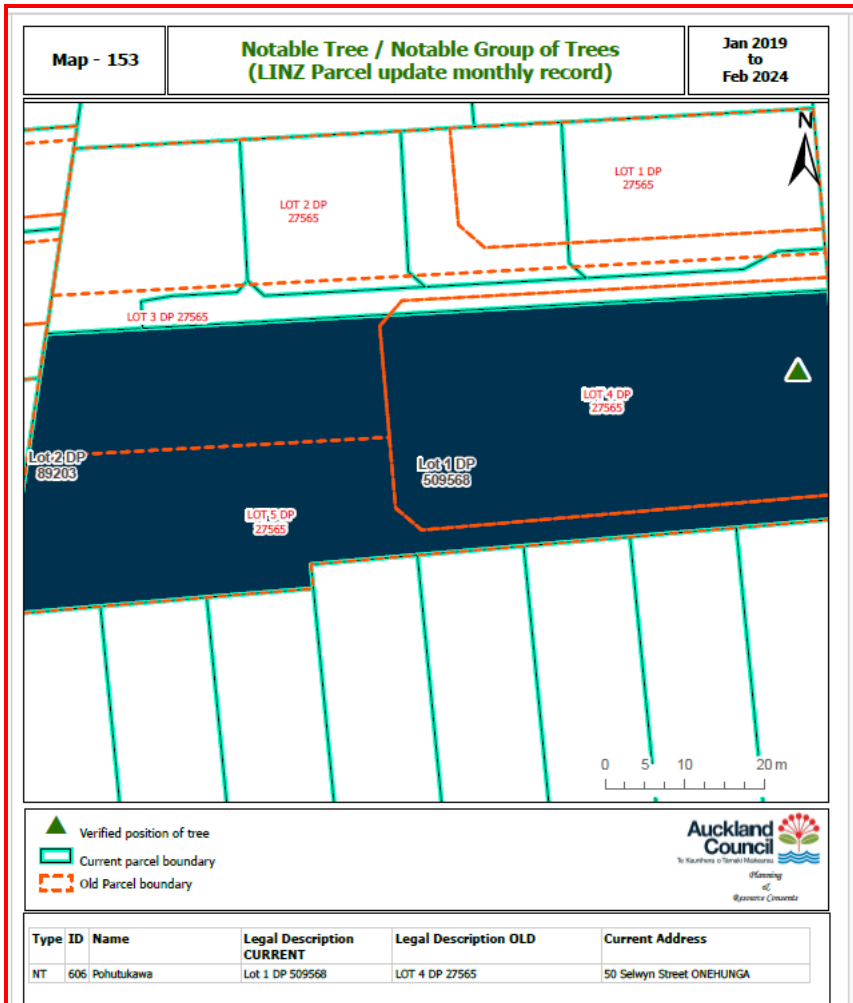 Map - 153
Notable Tree / Notable Group of Trees
(LINZ Parcel update monthly record)
Jan 2019
to
Feb 2024
N
LOT 1 DP
27565
LOT 2 DP
27565
LOT 3 DP 27565
LOT 4 DP
27565
Lot 2 DP
89203
Lot 1 DP
509568
LOT 5 DP
27565
0 5 10 20 m
Verified position of tree
Current parcel boundary
Old Parcel boundary
Auckland
Council
Te Kaunihera o Tāmaki Makaurau
Planning
&
Resource Consents
Type ID Name Legal Description CURRENT Legal Description OLD Current Address
NT 606 Pohutukawa Lot 1 DP 509568 LOT 4 DP 27565 50 Selwyn Street ONEHUNGA